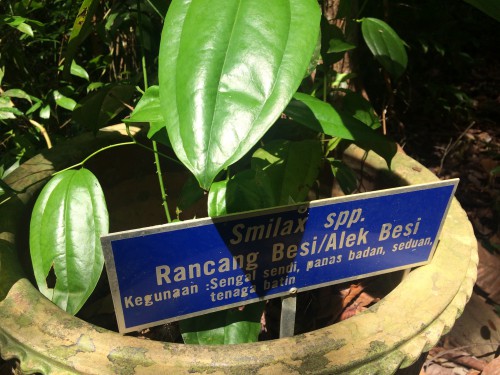 Smilax spp.
Rancang Besi/Alek Besi
Kegunaan :Sengal sendi, panas badan, seduan,
tenaga batin